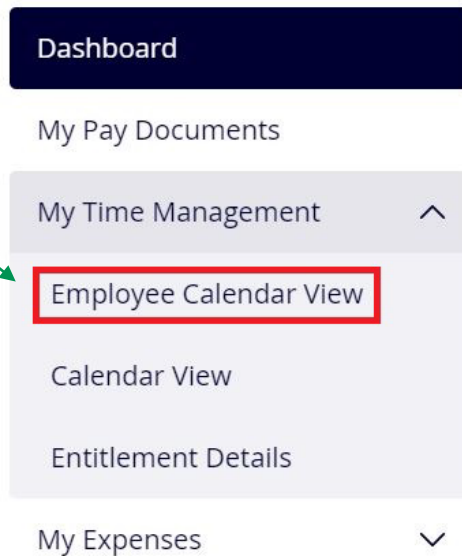 Dashboard
My Pay Documents
My Time Management
Employee Calendar View
Calendar View
Entitlement Details
My Expenses